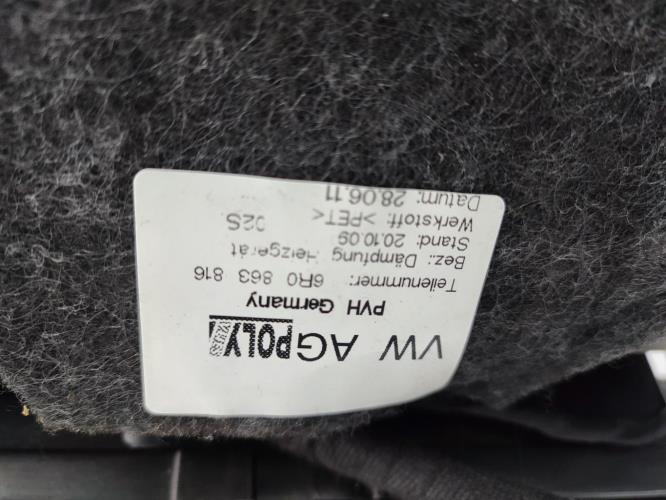 VW AG POLY
PVH Germany
Teilenummer: 6R0 863 816
Bez: Dämpfung Heizgerät
Stand: 20.10.09
Werkstoff: >PET<
Datum: 28.06.11